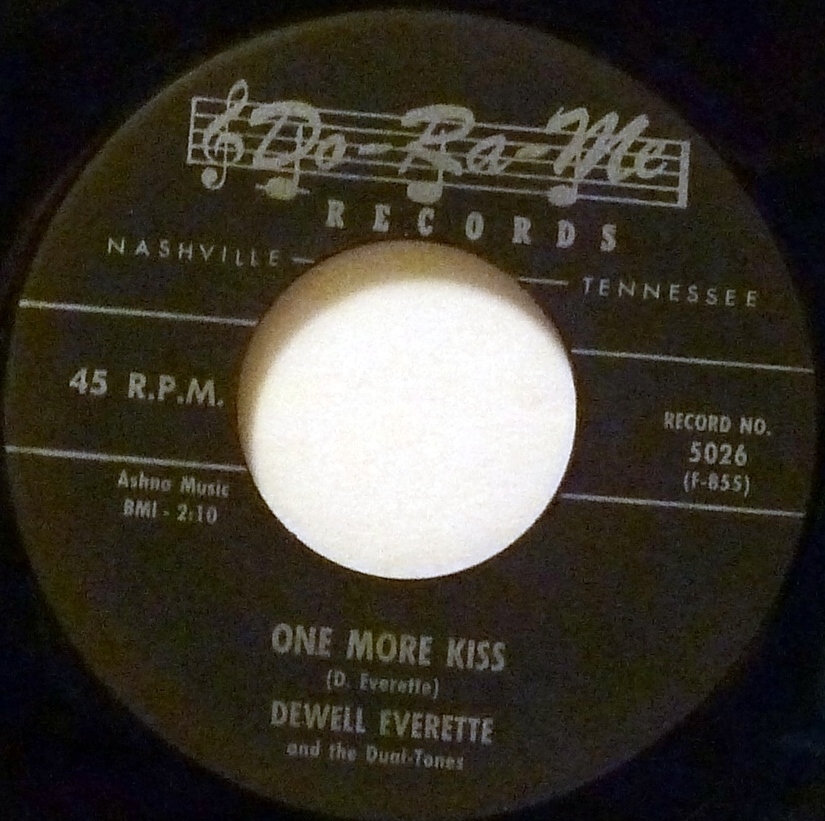 Do-Ra-Me
RECORDS
NASHVILLE — — TENNESSEE
45 R.P.M.
RECORD NO.
5026
(F-855)
Ashna Music
BMI - 2:10
ONE MORE KISS
(D. Everette)
DEWELL EVERETTE
and the Dual-Tones